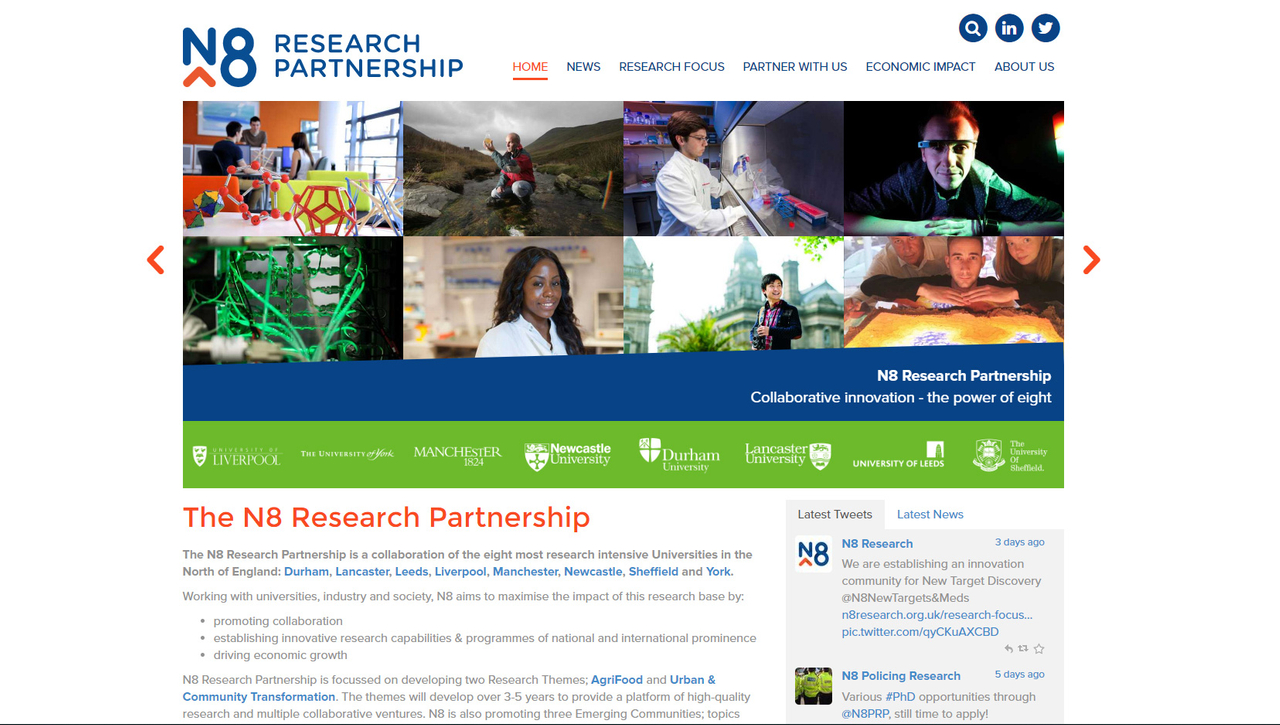 N8 RESEARCH
PARTNERSHIP
HOME NEWS RESEARCH FOCUS PARTNER WITH US ECONOMIC IMPACT ABOUT US
N8 Research Partnership
Collaborative innovation - the power of eight
UNIVERSITY OF
LIVERPOOL
THE UNIVERSITY of York
MANCHESTER
1824
Newcastle
University
Durham
University
Lancaster
University
UNIVERSITY OF LEEDS
The
University
Of
Sheffield.
The N8 Research Partnership
The N8 Research Partnership is a collaboration of the eight most research intensive Universities in the
North of England: Durham, Lancaster, Leeds, Liverpool, Manchester, Newcastle, Sheffield and York.
Working with universities, industry and society, N8 aims to maximise the impact of this research base by:
• promoting collaboration
• establishing innovative research capabilities & programmes of national and international prominence
• driving economic growth
N8 Research Partnership is focussed on developing two Research Themes; AgriFood and Urban &
Community Transformation. The themes will develop over 3-5 years to provide a platform of high-quality
research and multiple collaborative ventures. N8 is also promoting three Emerging Communities; topics
Latest Tweets Latest News
N8
N8 Research 3 days ago
We are establishing an innovation
community for New Target Discovery
@N8NewTargets&Meds
n8research.org.uk/research-focus...
pic.twitter.com/qyCKuAXCBD
N8 Policing Research 5 days ago
Various #PhD opportunities through
@N8PRP, still time to apply!